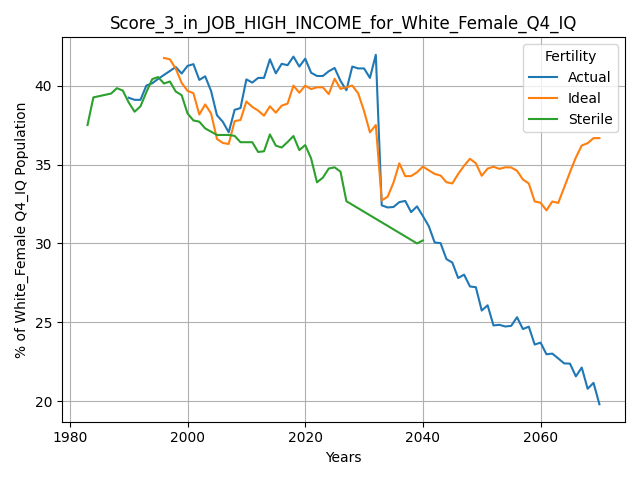 Score_3_in_JOB_HIGH_INCOME_for_White_Female_Q4_IQ
Fertility
Actual
Ideal
Sterile
% of White_Female Q4_IQ Population
40
35
30
25
20
1980
2000
2020
2040
2060
Years